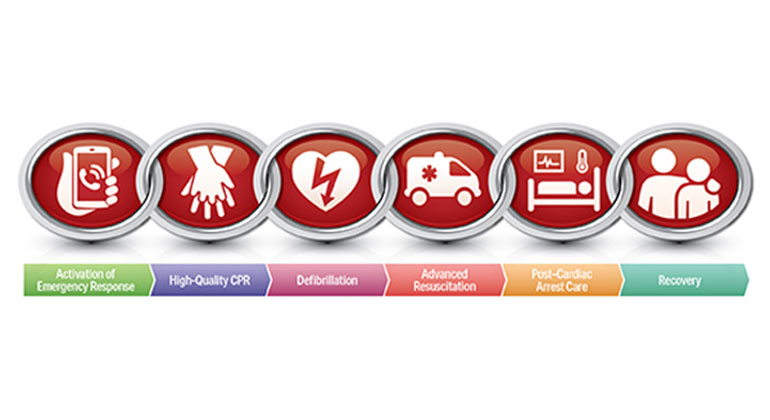 Activation of
Emergency Response
High-Quality CPR
Defibrillation
Advanced
Resuscitation
Post-Cardiac
Arrest Care
Recovery